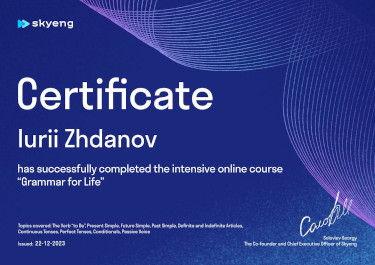 skyeng
Certificate
Iurii Zhdanov
has successfully completed the intensive online course
“Grammar for Life”
Topics covered: The Verb "to Be", Present Simple, Future Simple, Past Simple, Definite and Indefinite Articles,
Continuous Tenses, Perfect Tenses, Conditionals, Passive Voice
Issued: 22-12-2023
Solovlev Georgy
The Co-founder and Chief Executive Officer of Skyeng